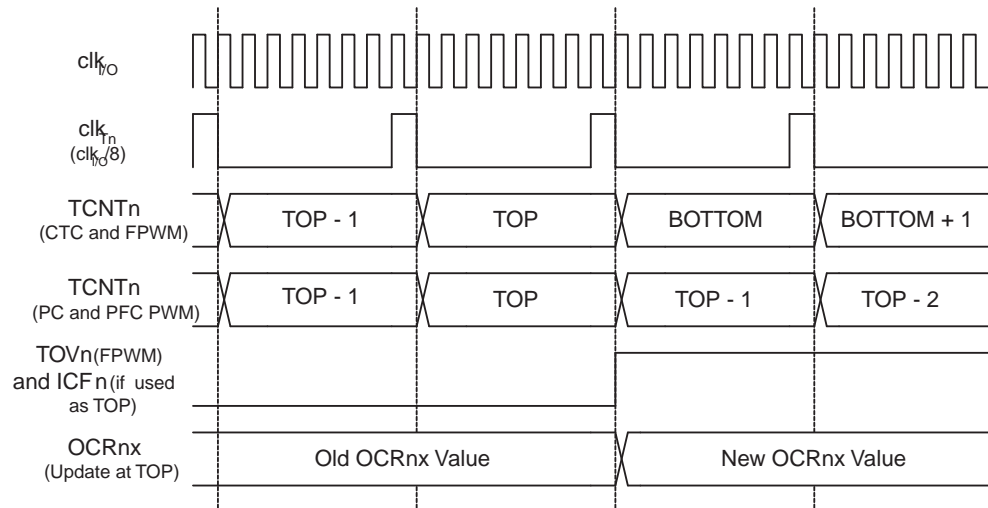 clkI/O
clkTn
(clkI/O/8)
TCNTn
(CTC and FPWM)
TOP - 1
TOP
BOTTOM
BOTTOM + 1
TCNTn
(PC and PFC PWM)
TOP - 1
TOP
TOP - 1
TOP - 2
TOVn(FPWM)
and ICFn(if used
as TOP)
OCRnx
(Update at TOP)
Old OCRnx Value
New OCRnx Value